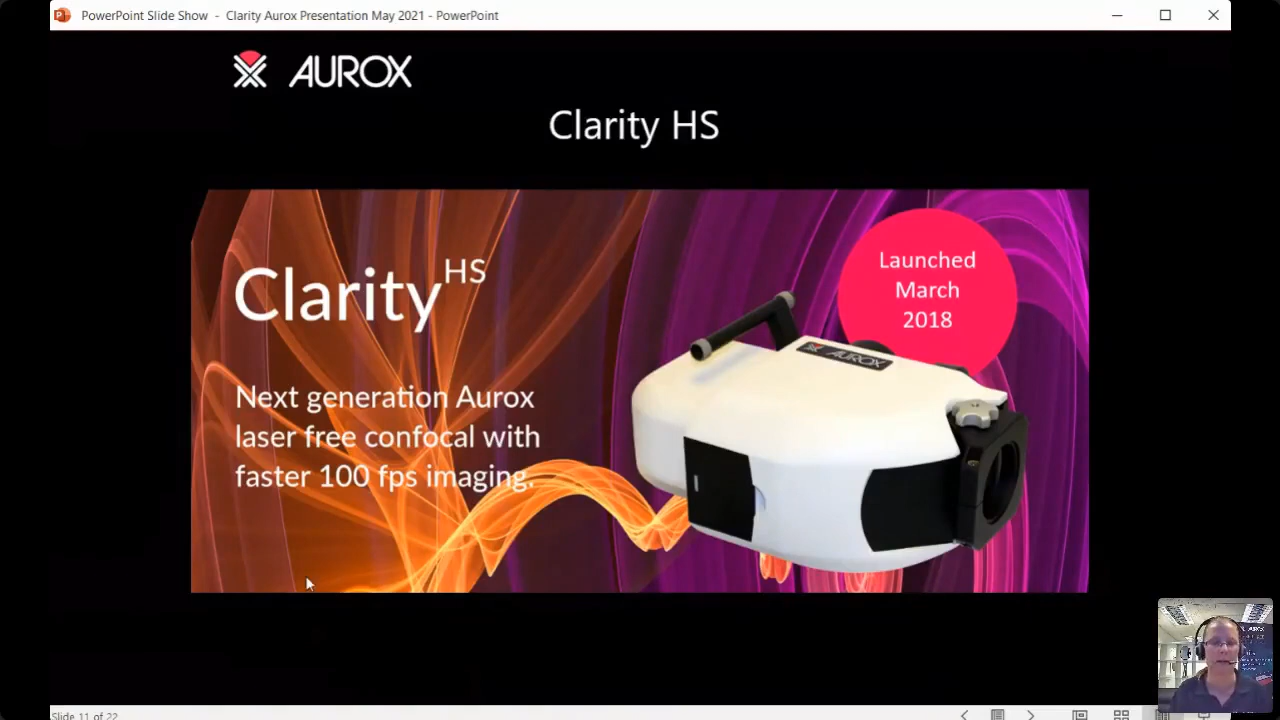 PowerPoint Slide Show - Clarity Aurox Presentation May 2021 - PowerPoint
AUROX
Clarity HS
Clarity HS
Launched
March
2018
AUROX
Next generation Aurox
laser free confocal with
faster 100 fps imaging.
Slide 11 of 22